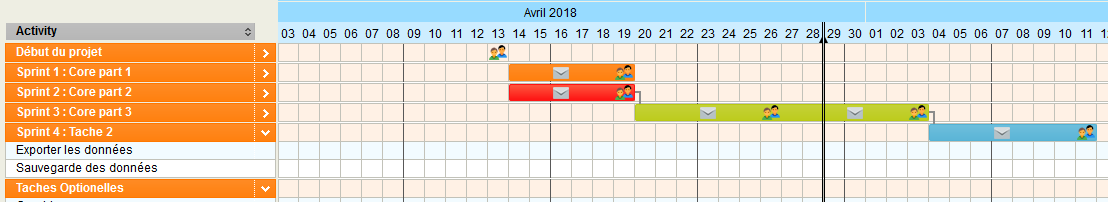 Avril 2018
Activity
03 04 05 06 07 08 09 10 11 12 13 14 15 16 17 18 19 20 21 22 23 24 25 26 27 28 29 30 01 02 03 04 05 06 07 08 09 10 11
Début du projet
Sprint 1 : Core part 1
Sprint 2 : Core part 2
Sprint 3 : Core part 3
Sprint 4 : Tache 2
Exporter les données
Sauvegarde des données
Taches Optionelles